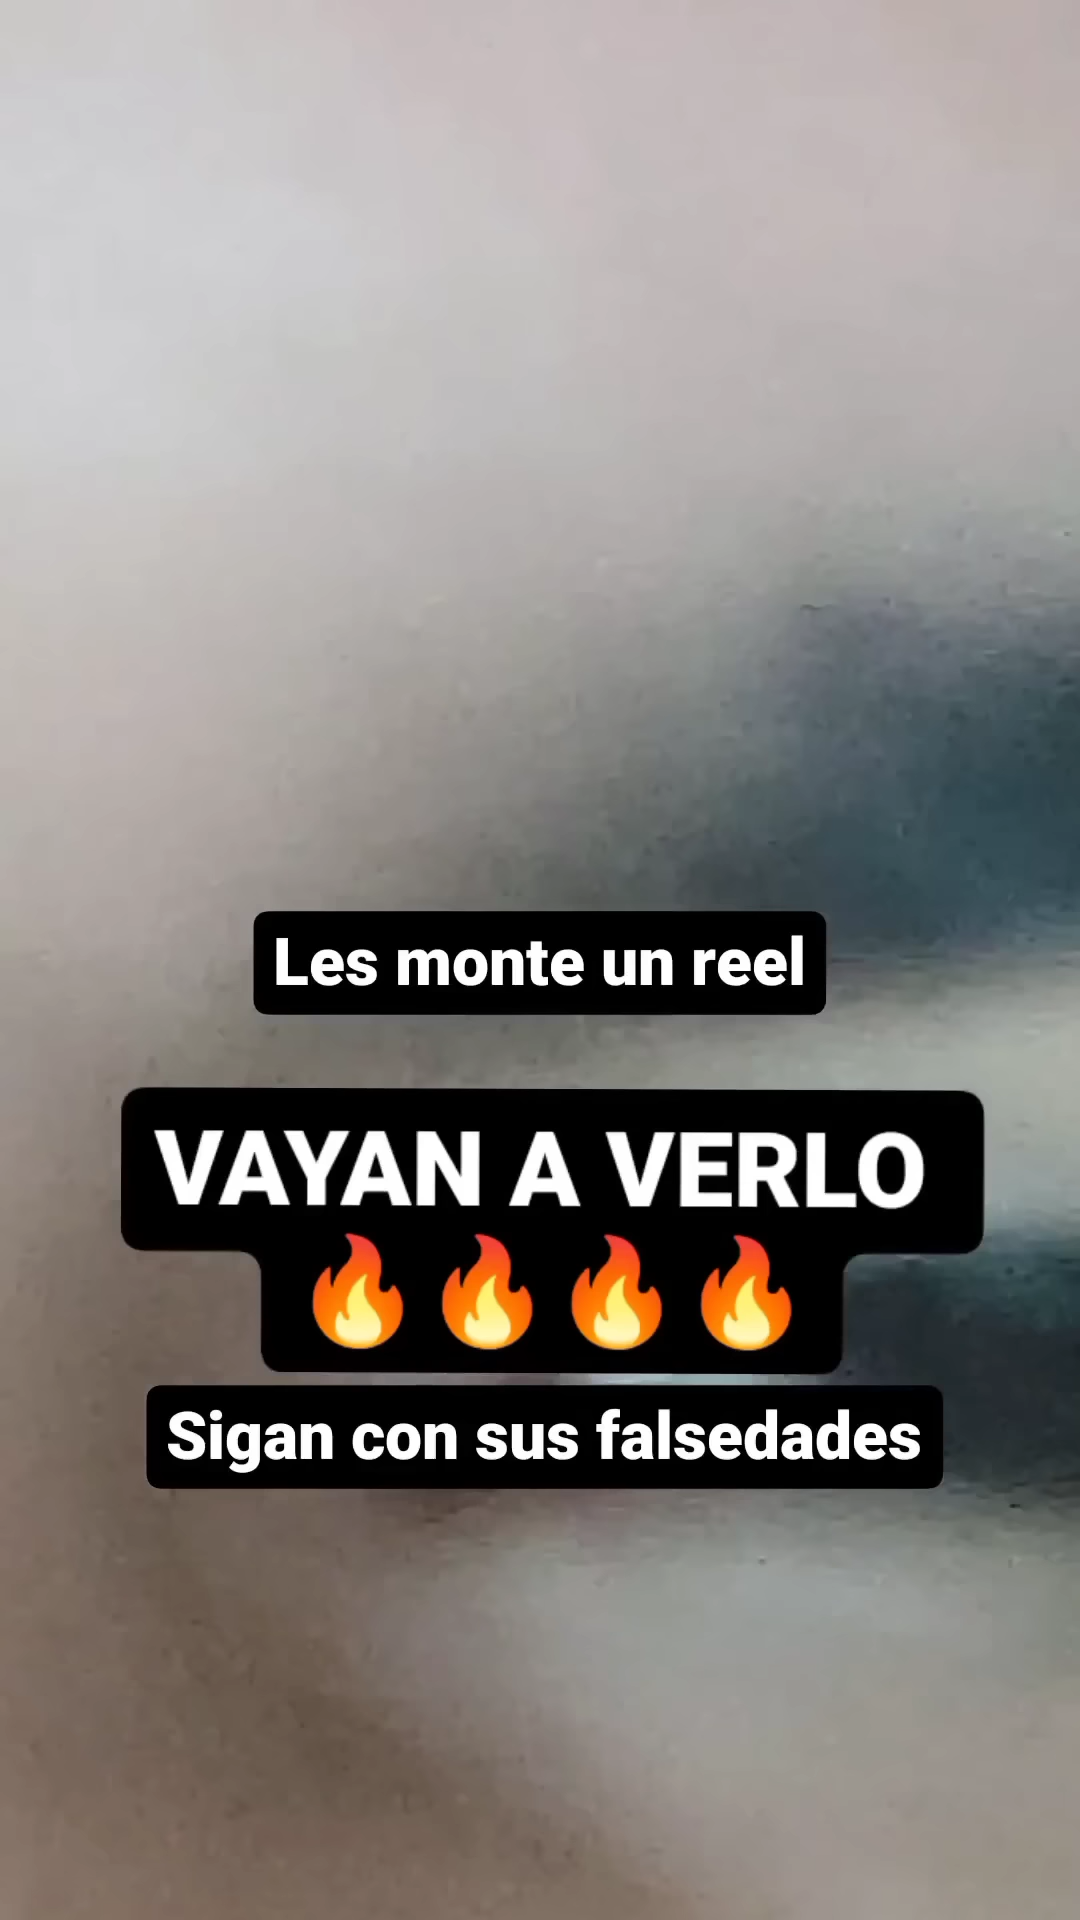 Les monte un reel
VAYAN A VERLO
🔥🔥🔥🔥
Sigan con sus falsedades